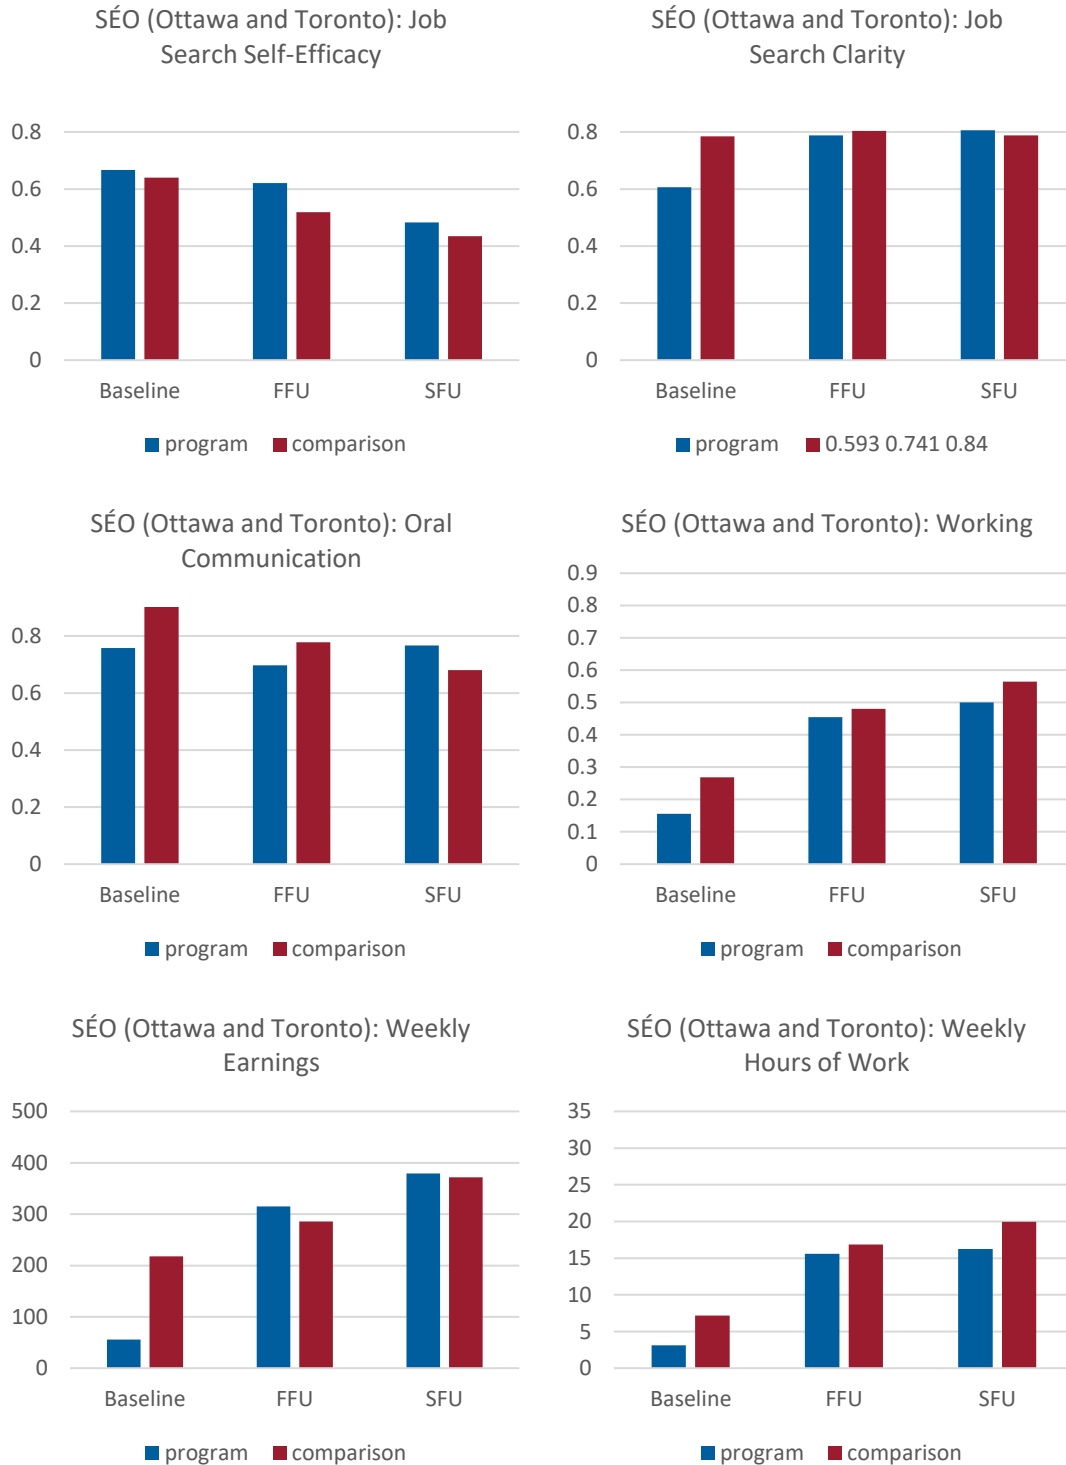 SÉO (Ottawa and Toronto): Job
Search Self-Efficacy
0.8
0.6
0.4
0.2
0
Baseline FFU SFU
program comparison
SÉO (Ottawa and Toronto): Job
Search Clarity
0.8
0.6
0.4
0.2
0
Baseline FFU SFU
program 0.593 0.741 0.84
SÉO (Ottawa and Toronto): Oral
Communication
0.8
0.6
0.4
0.2
0
Baseline FFU SFU
program comparison
SÉO (Ottawa and Toronto): Working
0.9
0.8
0.7
0.6
0.5
0.4
0.3
0.2
0.1
0
Baseline FFU SFU
program comparison
SÉO (Ottawa and Toronto): Weekly
Earnings
500
400
300
200
100
0
Baseline FFU SFU
program comparison
SÉO (Ottawa and Toronto): Weekly
Hours of Work
35
30
25
20
15
10
5
0
Baseline FFU SFU
program comparison